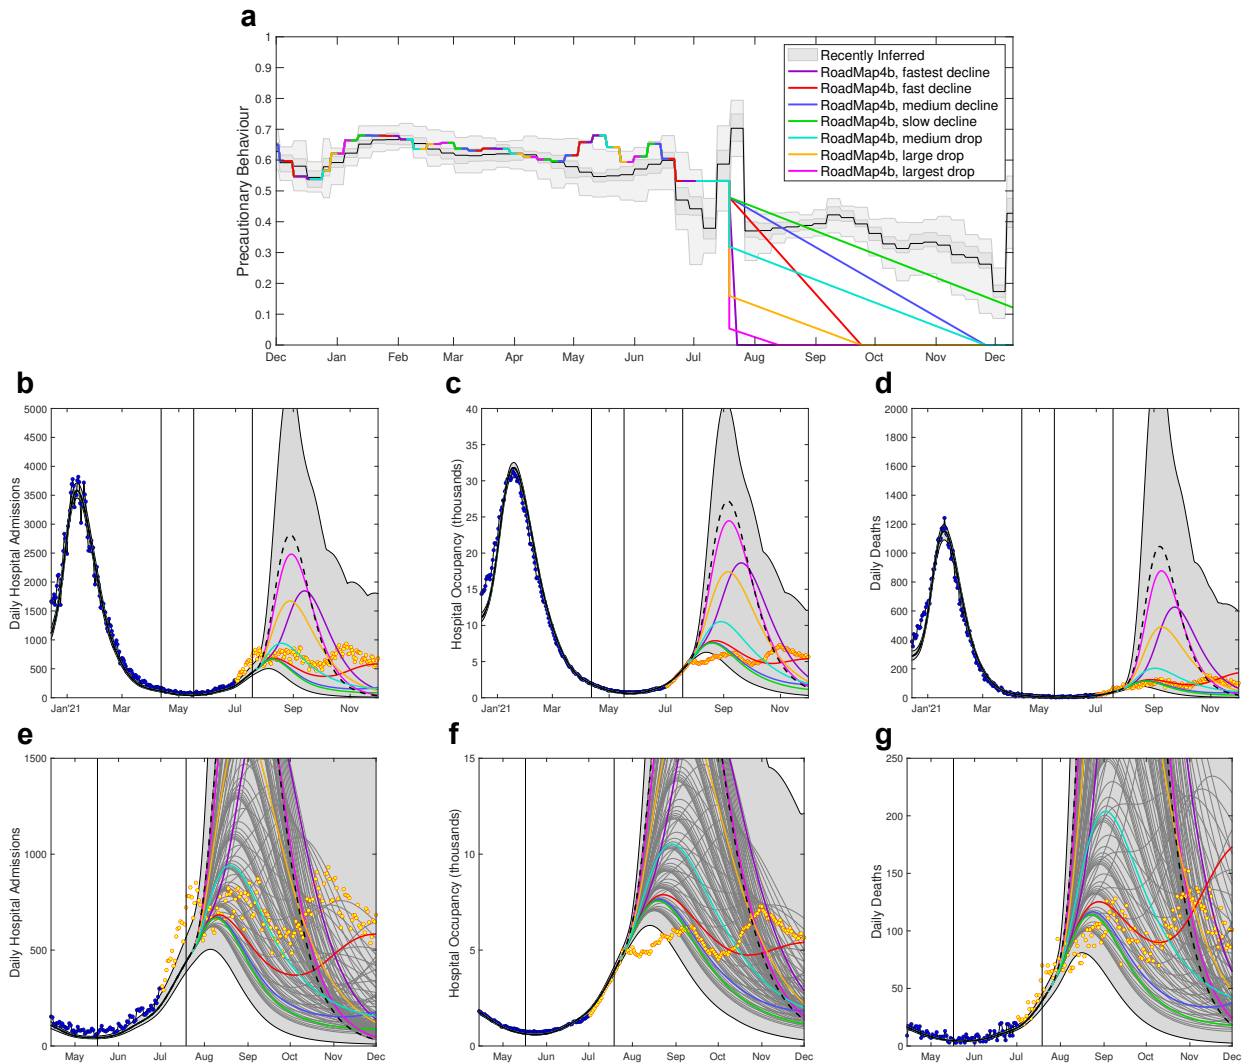 a
1
0.9
0.8
0.7
0.6
0.5
0.4
0.3
0.2
0.1
0
Precautionary Behaviour
Dec Jan Feb Mar Apr May Jun Jul Aug Sep Oct Nov Dec
Recently Inferred
RoadMap4b, fastest decline
RoadMap4b, fast decline
RoadMap4b, medium decline
RoadMap4b, slow decline
RoadMap4b, medium drop
RoadMap4b, large drop
RoadMap4b, largest drop
b
5000
4500
4000
3500
3000
2500
2000
1500
1000
500
0
Daily Hospital Admissions
Jan'21 Mar May Jul Sep Nov
c
40
35
30
25
20
15
10
5
0
Hospital Occupancy (thousands)
Jan'21 Mar May Jul Sep Nov
d
2000
1800
1600
1400
1200
1000
800
600
400
200
0
Daily Deaths
Jan'21 Mar May Jul Sep Nov
e
1500
1000
500
0
Daily Hospital Admissions
May Jun Jul Aug Sep Oct Nov Dec
f
15
10
5
0
Hospital Occupancy (thousands)
May Jun Jul Aug Sep Oct Nov Dec
g
250
200
150
100
50
0
Daily Deaths
May Jun Jul Aug Sep Oct Nov Dec